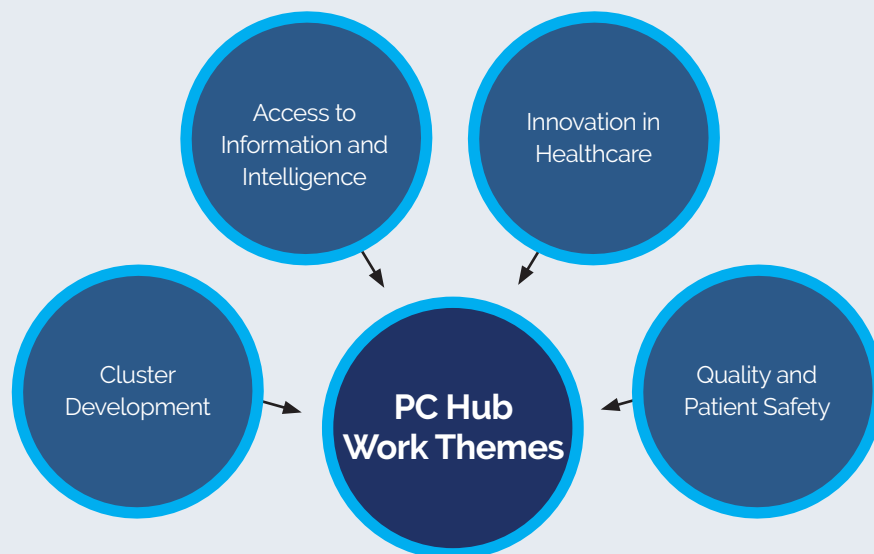 Access to
Information and
Intelligence
Innovation in
Healthcare
Cluster
Development
PC Hub
Work Themes
Quality and
Patient Safety